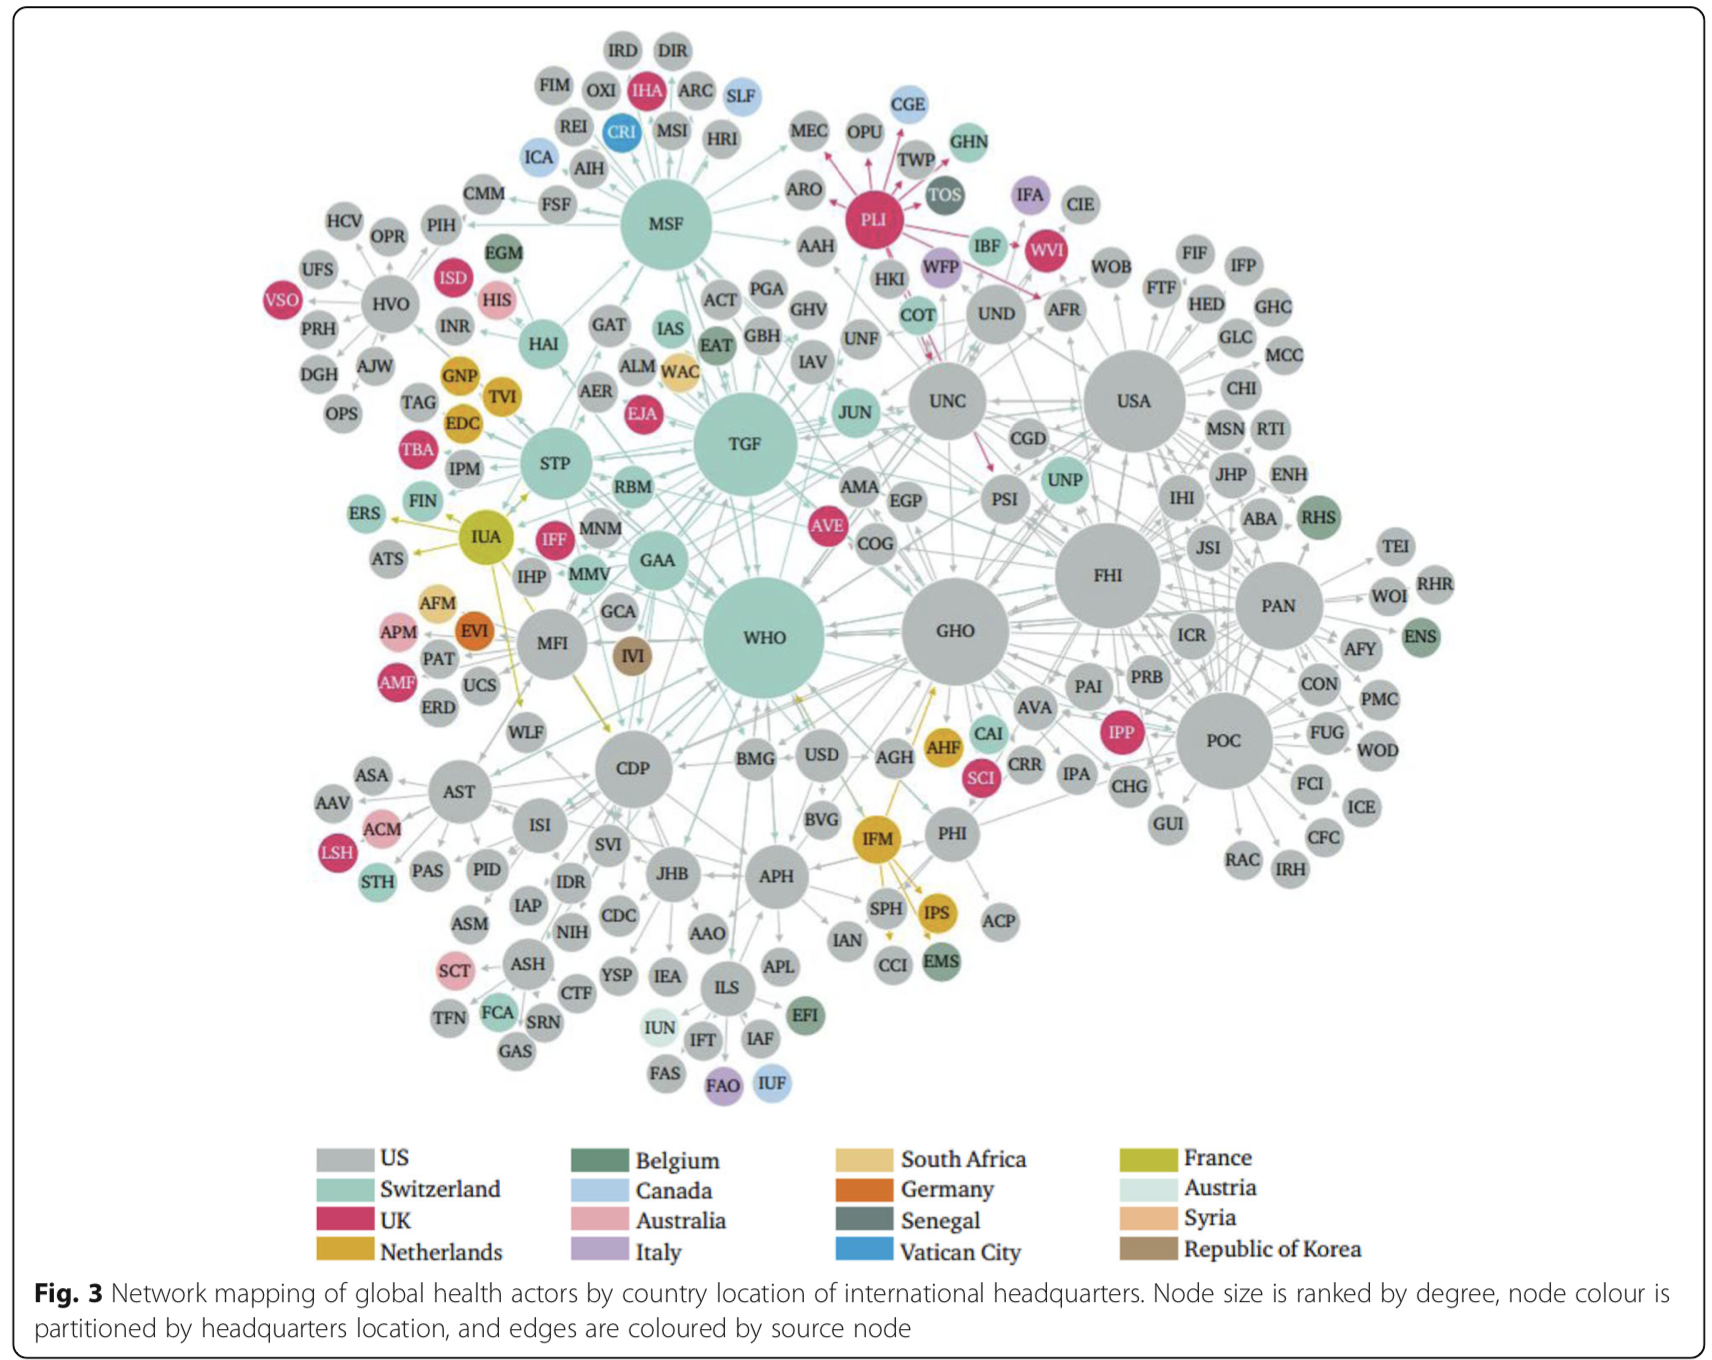 IRD DIR
FIM OXI IHA ARC SLF
CGE
REI CRI MSI HRI MEC OPU
GHN
ICA AIH TWP
CMM FSF ARO TOS IFA CIE
HCV OPR PIH MSF PLI
EGM AAH IBF WVI
UFS ISD HKI WFP WOB FIF IFP
VSO HVO HIS ACT PGA FTF
PRH INR GAT IAS GBH GHV COT UND AFR HED GHC
HAI EAT UNF GLC
DGH AJW GNP ALM WAC IAV MCC
TAG TVI AER UNC USA CHI
OPS EDC EJA JUN
TBA TGF CGD MSN RTI
IPM STP RBM UNP JHP ENH
ERS FIN AMA EGP PSI IHI
IUA IFF MNM AVE ABA RHS
ATS COG JSI TEI
IHP MMV GAA FHI RHR
AFM GCA PAN WOI
APM EVI MFI WHO GHO ICR ENS
PAT IVI AFY
AMF UCS PAI PRB CON
ERD AVA PMC
WLF CAI IPP POC FUG
AHF WOD
ASA CDP BMG USD AGH CRR
AST SCI IPA CHG FCI
AAV ICE
ACM ISI BVG GUI
LSH SVI IFM PHI CFC
STH PAS PID IDR JHB APH RAC IRH
IAP SPH
ASM CDC IPS ACP
NIH AAO IAN
SCT ASH YSP IEA APL CCI EMS
CTF ILS
TFN FCA SRN IUN EFI
GAS IFT IAF
FAS FAO IUF
US Belgium South Africa France
Switzerland Canada Germany Austria
UK Australia Senegal Syria
Netherlands Italy Vatican City Republic of Korea
Fig. 3 Network mapping of global health actors by country location of international headquarters. Node size is ranked by degree, node colour is
partitioned by headquarters location, and edges are coloured by source node